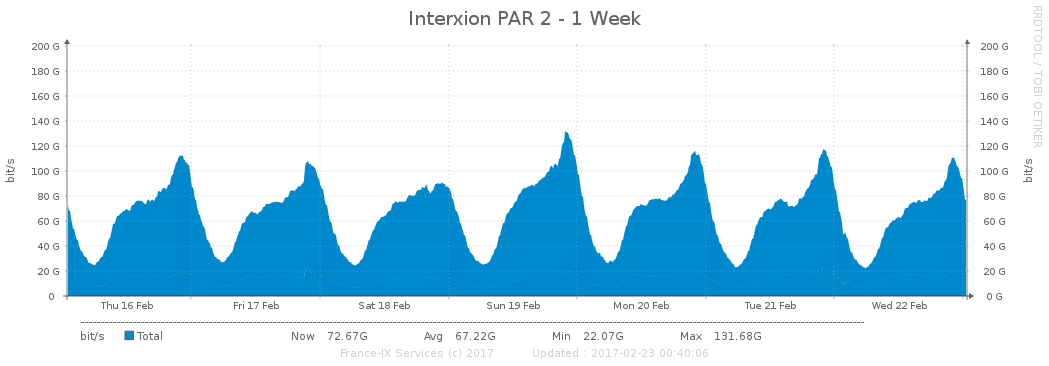 Interxion PAR 2 - 1 Week
RRDTOOL / TOBI OETIKER
bit/s
200 G 200 G
180 G 180 G
160 G 160 G
140 G 140 G
120 G 120 G
100 G 100 G
80 G 80 G
60 G 60 G
40 G 40 G
20 G 20 G
0 0 G
bit/s
Thu 16 Feb Fri 17 Feb Sat 18 Feb Sun 19 Feb Mon 20 Feb Tue 21 Feb Wed 22 Feb
bit/s Total Now 72.67G Avg 67.22G Min 22.07G Max 131.68G
France-IX Services (c) 2017 Updated : 2017-02-23 00:40:06